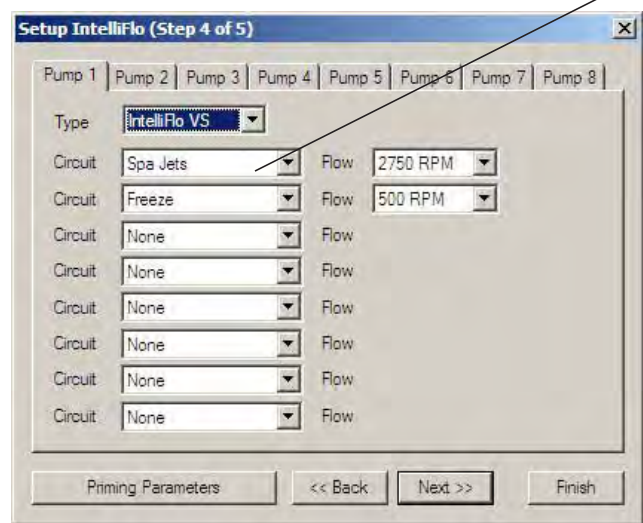 Setup IntelliFlo (Step 4 of 5)
Pump 1 Pump 2 Pump 3 Pump 4 Pump 5 Pump 6 Pump 7 Pump 8
Type IntelliFlo VS
Circuit Spa Jets Flow 2750 RPM
Circuit Freeze Flow 500 RPM
Circuit None Flow
Circuit None Flow
Circuit None Flow
Circuit None Flow
Circuit None Flow
Circuit None Flow
Priming Parameters << Back Next >> Finish